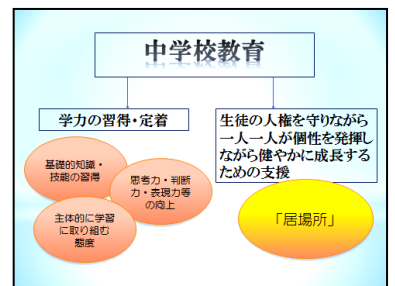 中学校教育
学力の習得・定着
生徒の人権を守りながら
一人一人が個性を発揮し
ながら健やかに成長する
ための支援
基礎的知識・
技能の習得
思考力・判断
力・表現力等
の向上
主体的に学習
に取り組む
態度
「居場所」